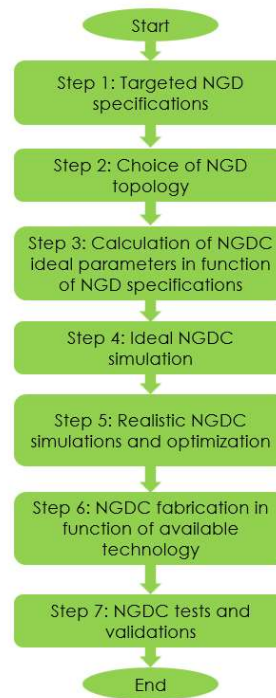 Start
Step 1: Targeted NGD
specifications
Step 2: Choice of NGD
topology
Step 3: Calculation of NGDC
ideal parameters in function
of NGD specifications
Step 4: Ideal NGDC
simulation
Step 5: Realistic NGDC
simulations and optimization
Step 6: NGDC fabrication in
function of available
technology
Step 7: NGDC tests and
validations
End